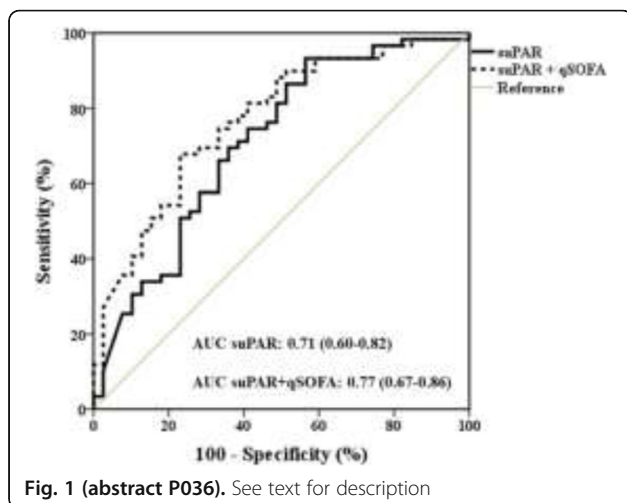 100
80
60
40
20
0
0
20
40
60
80
100
Sensitivity (%)
100 - Specificity (%)
suPAR
suPAR + qSOFA
Reference
AUC suPAR: 0.71 (0.60-0.82)
AUC suPAR+qSOFA: 0.77 (0.67-0.86)
Fig. 1 (abstract P036). See text for description